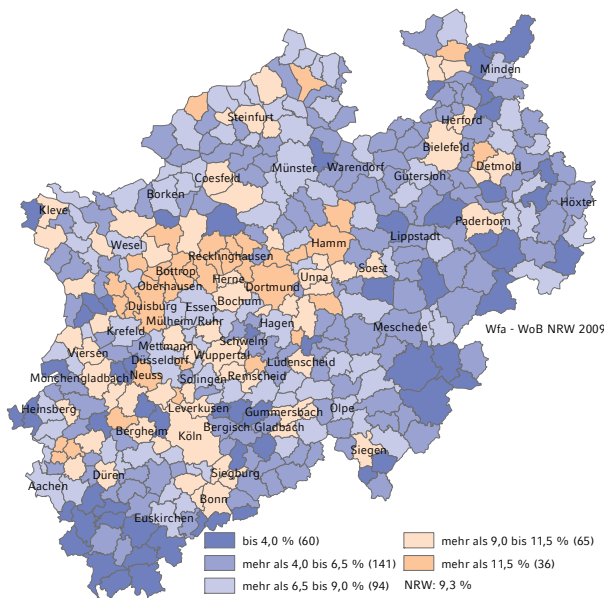 Minden
Herford
Steinfurt
Bielefeld
Detmold
Münster
Warendorf
Gütersloh
Coesfeld
Borken
Höxter
Kleve
Paderborn
Lippstadt
Wesel
Hamm
Recklinghausen
Soest
Bottrop
Herne
Unna
Oberhausen
Dortmund
Bochum
Duisburg
Essen
Mülheim/Ruhr
Hagen
Meschede
Wfa - WoB NRW 2009
Krefeld
Schwelm
Mettmann
Viersen
Wuppertal
Düsseldorf
Lüdenscheid
Neuss
Remscheid
Mönchengladbach
Solingen
Leverkusen
Heinsberg
Gummersbach
Olpe
Bergisch Gladbach
Bergheim
Köln
Siegen
Siegburg
Düren
Aachen
Bonn
Euskirchen
bis 4,0 % (60)
mehr als 4,0 bis 6,5 % (141)
mehr als 6,5 bis 9,0 % (94)
mehr als 9,0 bis 11,5 % (65)
mehr als 11,5 % (36)
NRW: 9,3 %